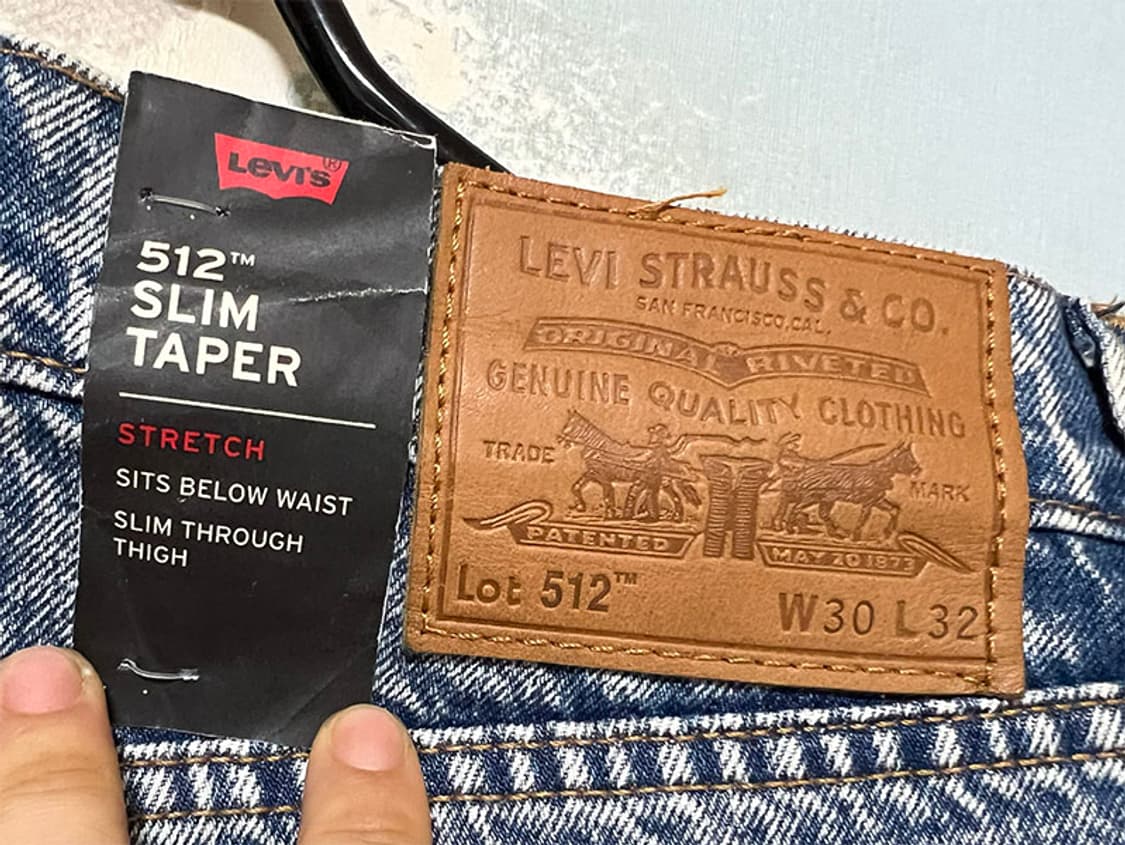 LEVI'S®
512™
SLIM
TAPER
STRETCH
SITS BELOW WAIST
SLIM THROUGH
THIGH
LEVI STRAUSS & CO.
SAN FRANCISCO, CAL.
ORIGINAL RIVETED
GENUINE QUALITY CLOTHING
TRADE MARK
PATENTED MAY 20 1873
Lot 512™ W30 L32